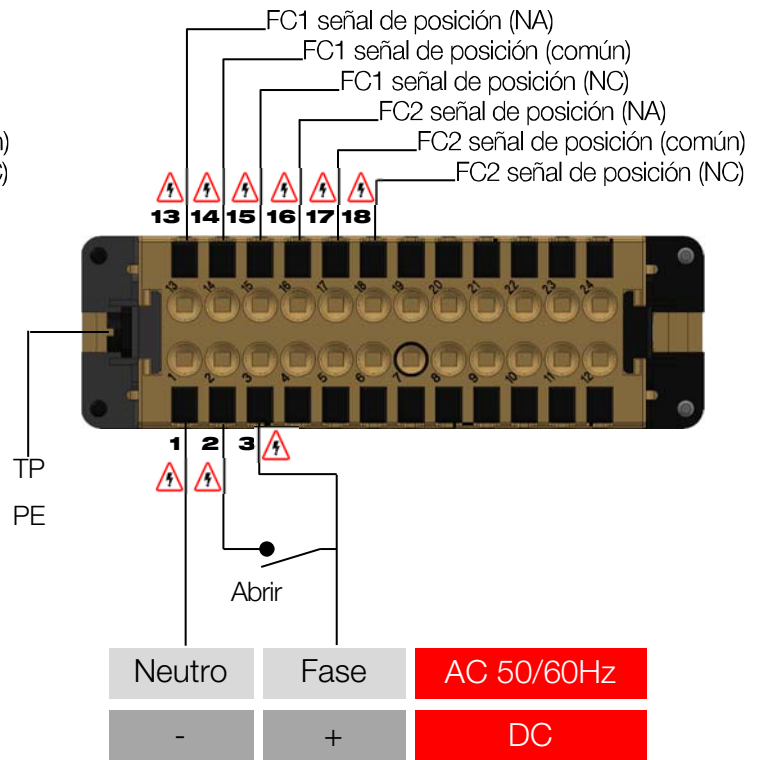 FC1 señal de posición (NA)
FC1 señal de posición (común)
FC1 señal de posición (NC)
FC2 señal de posición (NA)
FC2 señal de posición (común)
FC2 señal de posición (NC)
)
)
13 14 15 16 17 18
13 14 15 16 17 18 19 20 21 22 23 24
1 2 3 4 5 6 7 8 9 10 11 12
1 2 3
TP
PE
Abrir
Neutro Fase AC 50/60Hz
- + DC